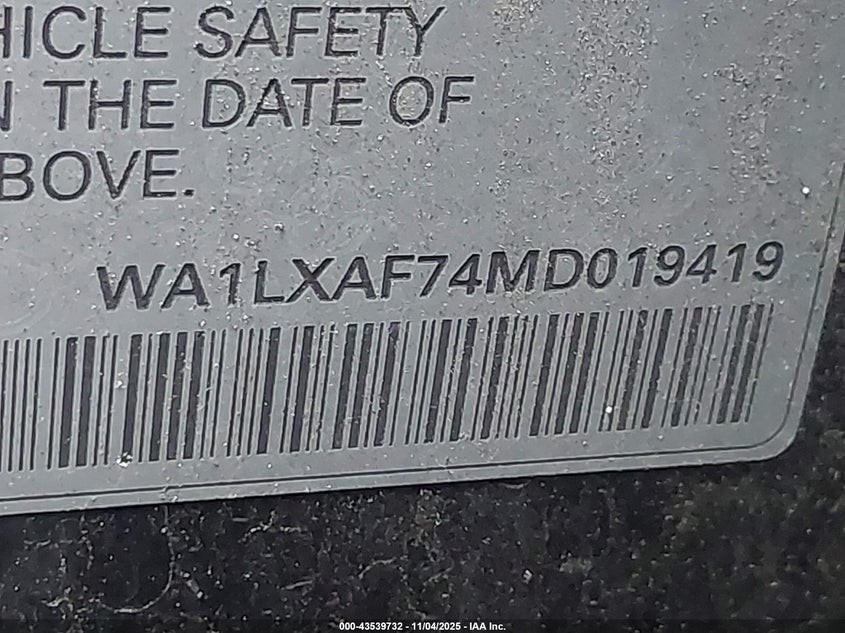 HICLE SAFETY
N THE DATE OF
BOVE.
WA1LXAF74MD019419
000-43539732 - 11/04/2025 - IAA Inc.